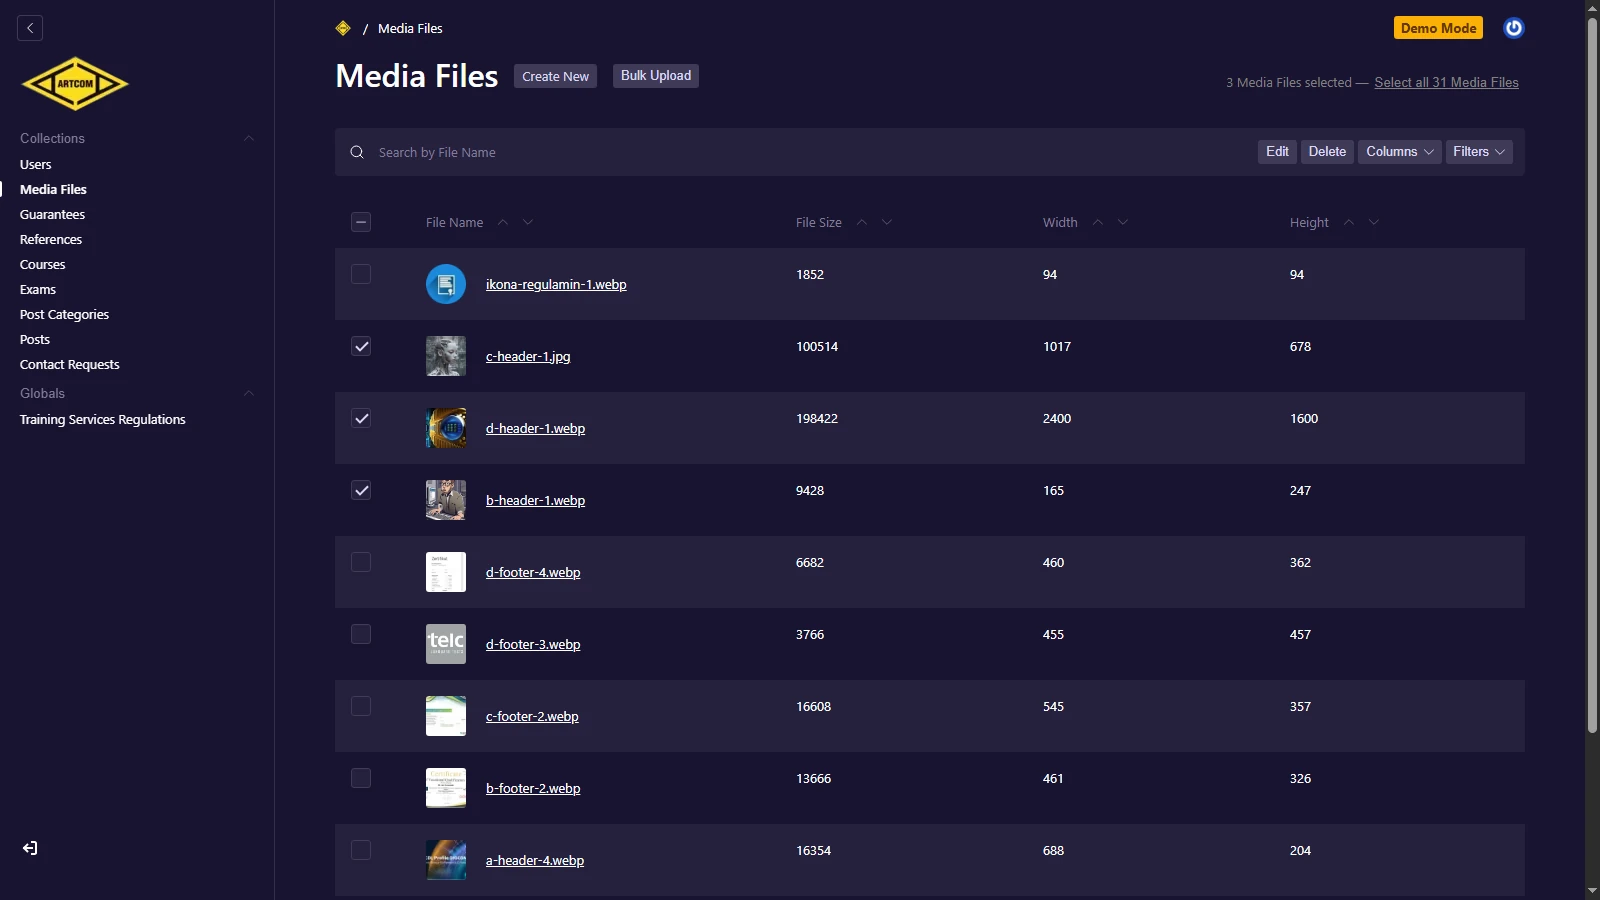 / Media Files
Demo Mode
ARTCOM
Media Files
Create New
Bulk Upload
3 Media Files selected — Select all 31 Media Files
Collections
Users
Media Files
Guarantees
References
Courses
Exams
Post Categories
Posts
Contact Requests
Globals
Training Services Regulations
Search by File Name
Edit
Delete
Columns
Filters
File Name File Size Width Height
ikona-regulamin-1.webp 1852 94 94
c-header-1.jpg 100514 1017 678
d-header-1.webp 198422 2400 1600
b-header-1.webp 9428 165 247
d-footer-4.webp 6682 460 362
telc
d-footer-3.webp 3766 455 457
c-footer-2.webp 16608 545 357
Certificate
b-footer-2.webp 13666 461 326
a-header-4.webp 16354 688 204